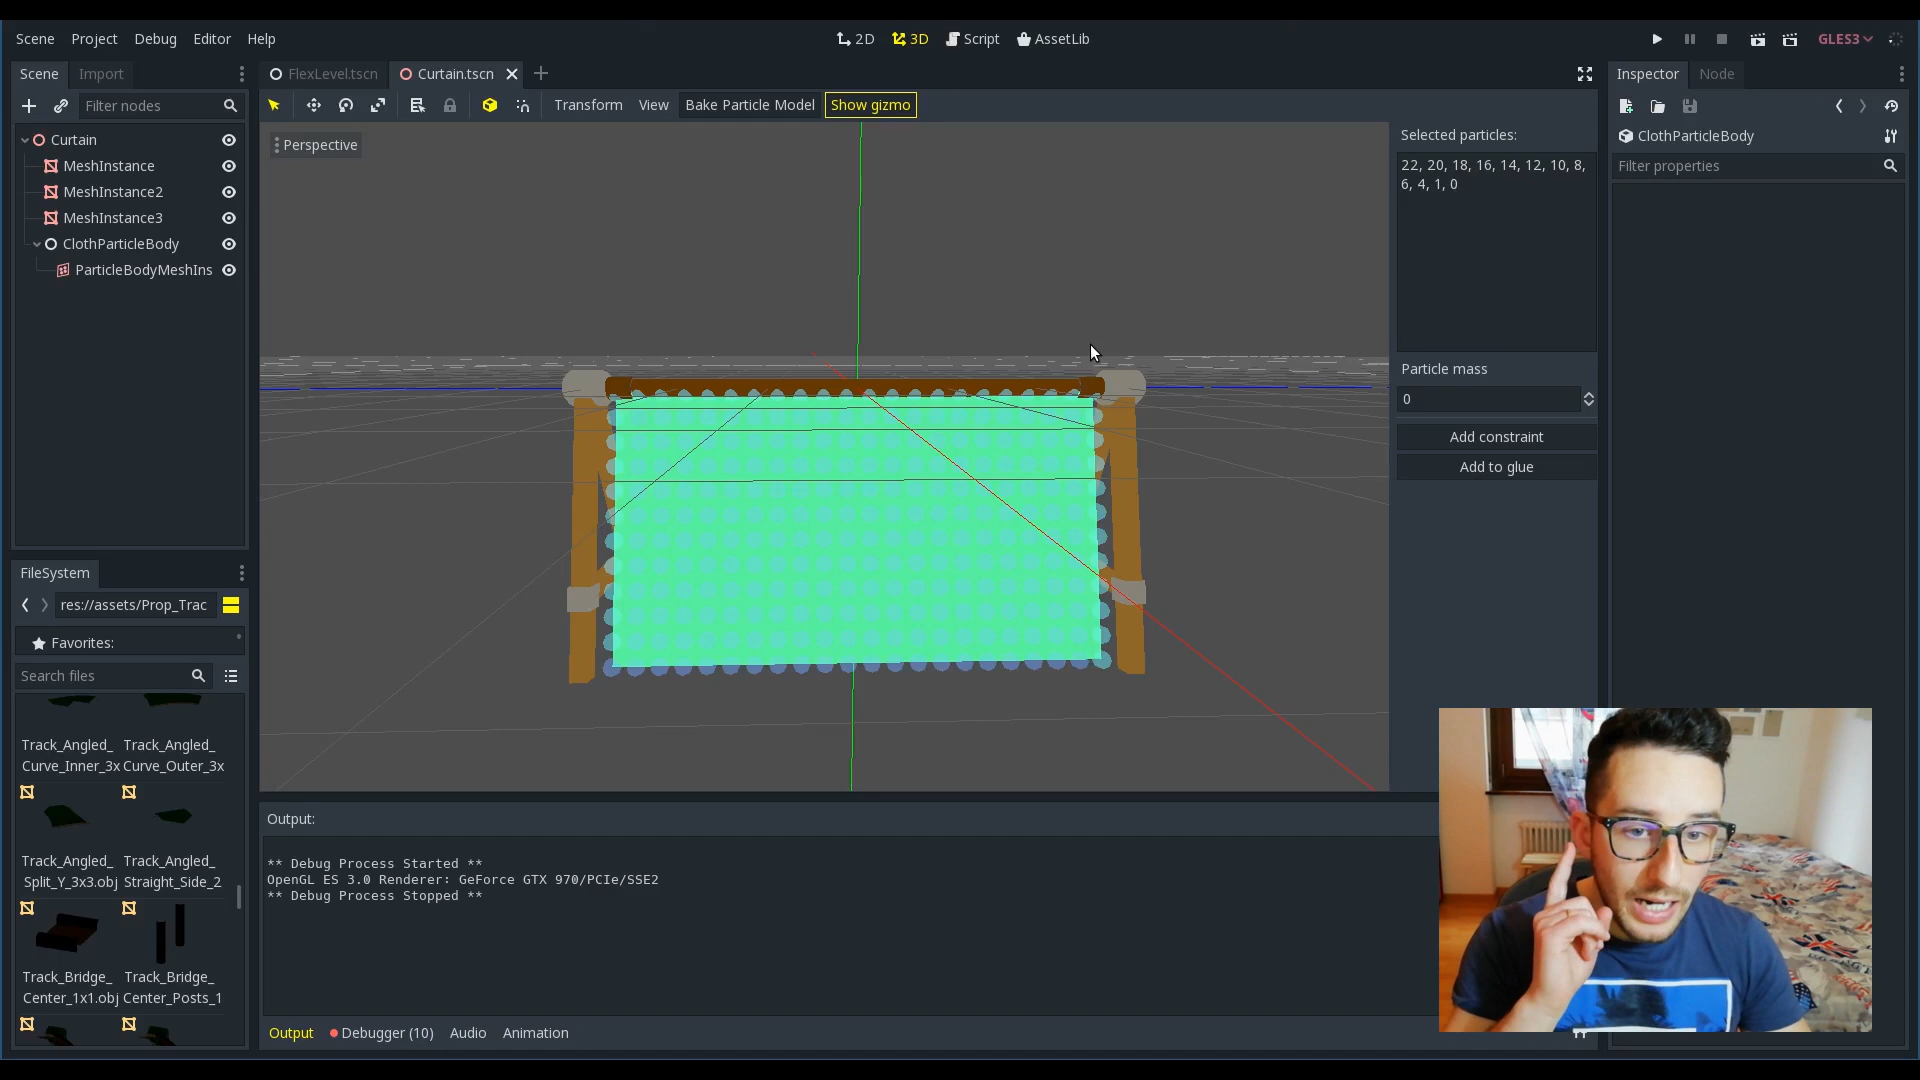 Scene Project Debug Editor Help
2D 3D Script AssetLib
GLES3
Scene Import
FlexLevel.tscn Curtain.tscn
Inspector Node
Filter nodes
Transform View Bake Particle Model Show gizmo
Curtain
MeshInstance
MeshInstance2
MeshInstance3
ClothParticleBody
ParticleBodyMeshIns
Perspective
Selected particles:
22, 20, 18, 16, 14, 12, 10, 8,
6, 4, 1, 0
Particle mass
0
Add constraint
Add to glue
ClothParticleBody
Filter properties
FileSystem
res://assets/Prop_Trac
Favorites:
Search files
Track_Angled_ Track_Angled_
Curve_Inner_3x Curve_Outer_3x
Track_Angled_ Track_Angled_
Split_Y_3x3.obj Straight_Side_2
Track_Bridge_ Track_Bridge_
Center_1x1.obj Center_Posts_1
Output:
** Debug Process Started **
OpenGL ES 3.0 Renderer: GeForce GTX 970/PCIe/SSE2
** Debug Process Stopped **
Output Debugger (10) Audio Animation